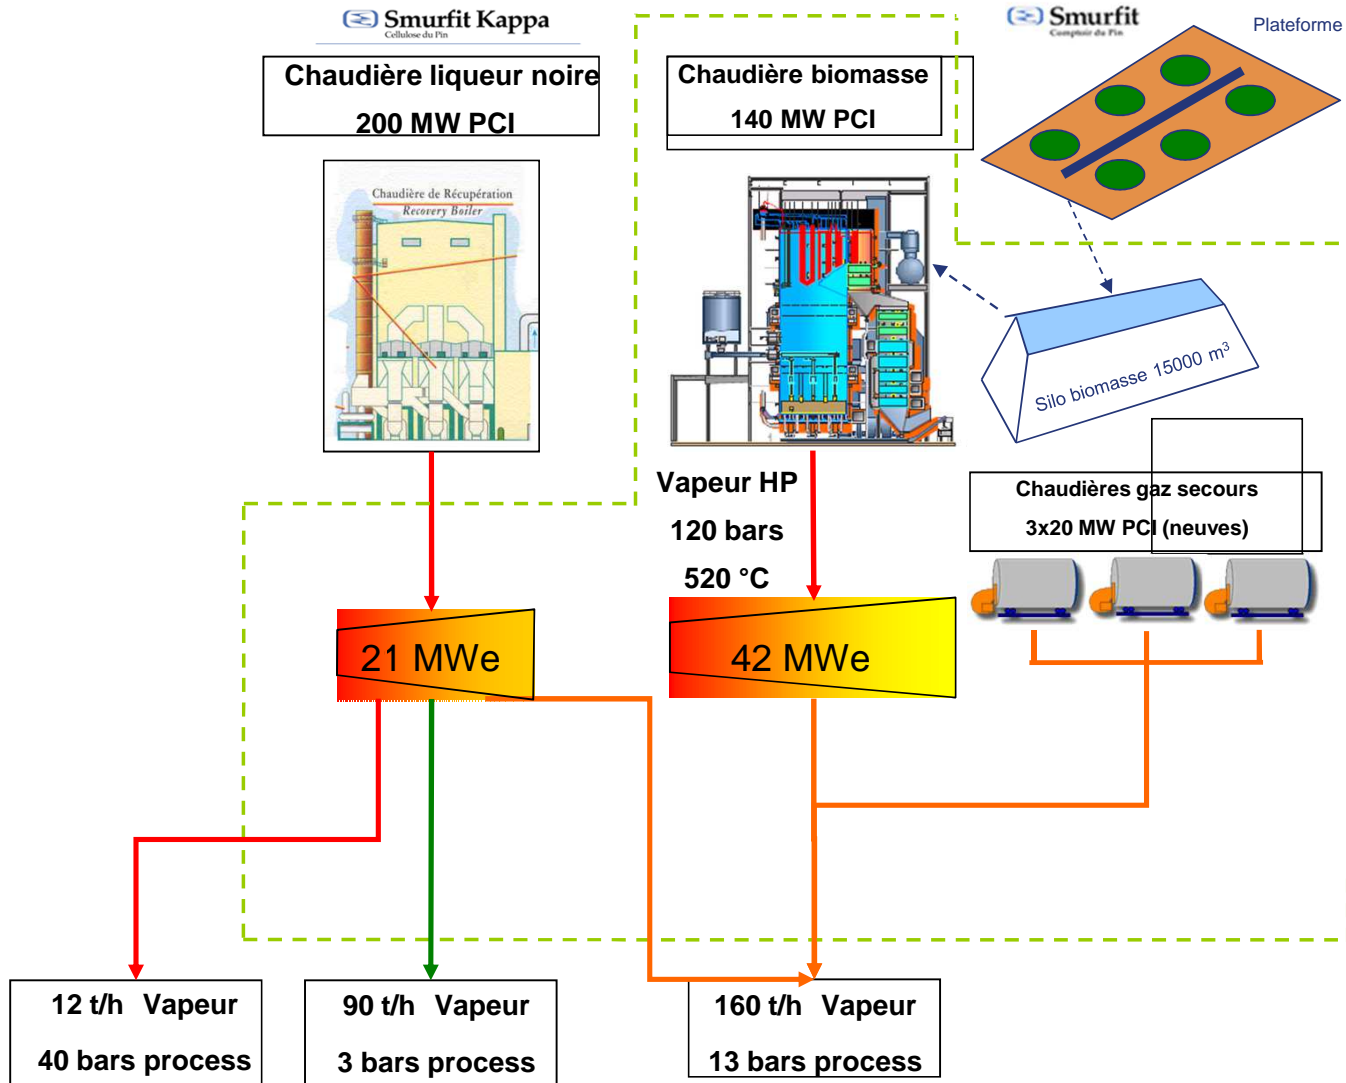 Smurfit Kappa
Cellulose du Pin
Smurfit
Comptoir du Pin
Plateforme
Chaudière liqueur noire
200 MW PCI
Chaudière biomasse
140 MW PCI
Chaudière de Récupération
Recovery Boiler
Silo biomasse 15000 m³
Vapeur HP
120 bars
520 °C
Chaudières gaz secours
3x20 MW PCI (neuves)
21 MWe
42 MWe
12 t/h Vapeur
40 bars process
90 t/h Vapeur
3 bars process
160 t/h Vapeur
13 bars process